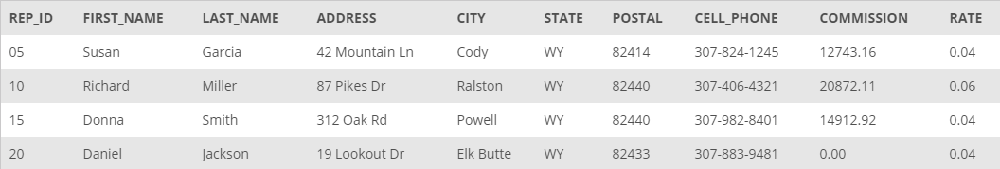 REP_ID FIRST_NAME LAST_NAME ADDRESS CITY STATE POSTAL CELL_PHONE COMMISSION RATE
05 Susan Garcia 42 Mountain Ln Cody WY 82414 307-824-1245 12743.16 0.04
10 Richard Miller 87 Pikes Dr Ralston WY 82440 307-406-4321 20872.11 0.06
15 Donna Smith 312 Oak Rd Powell WY 82440 307-982-8401 14912.92 0.04
20 Daniel Jackson 19 Lookout Dr Elk Butte WY 82433 307-883-9481 0.00 0.04